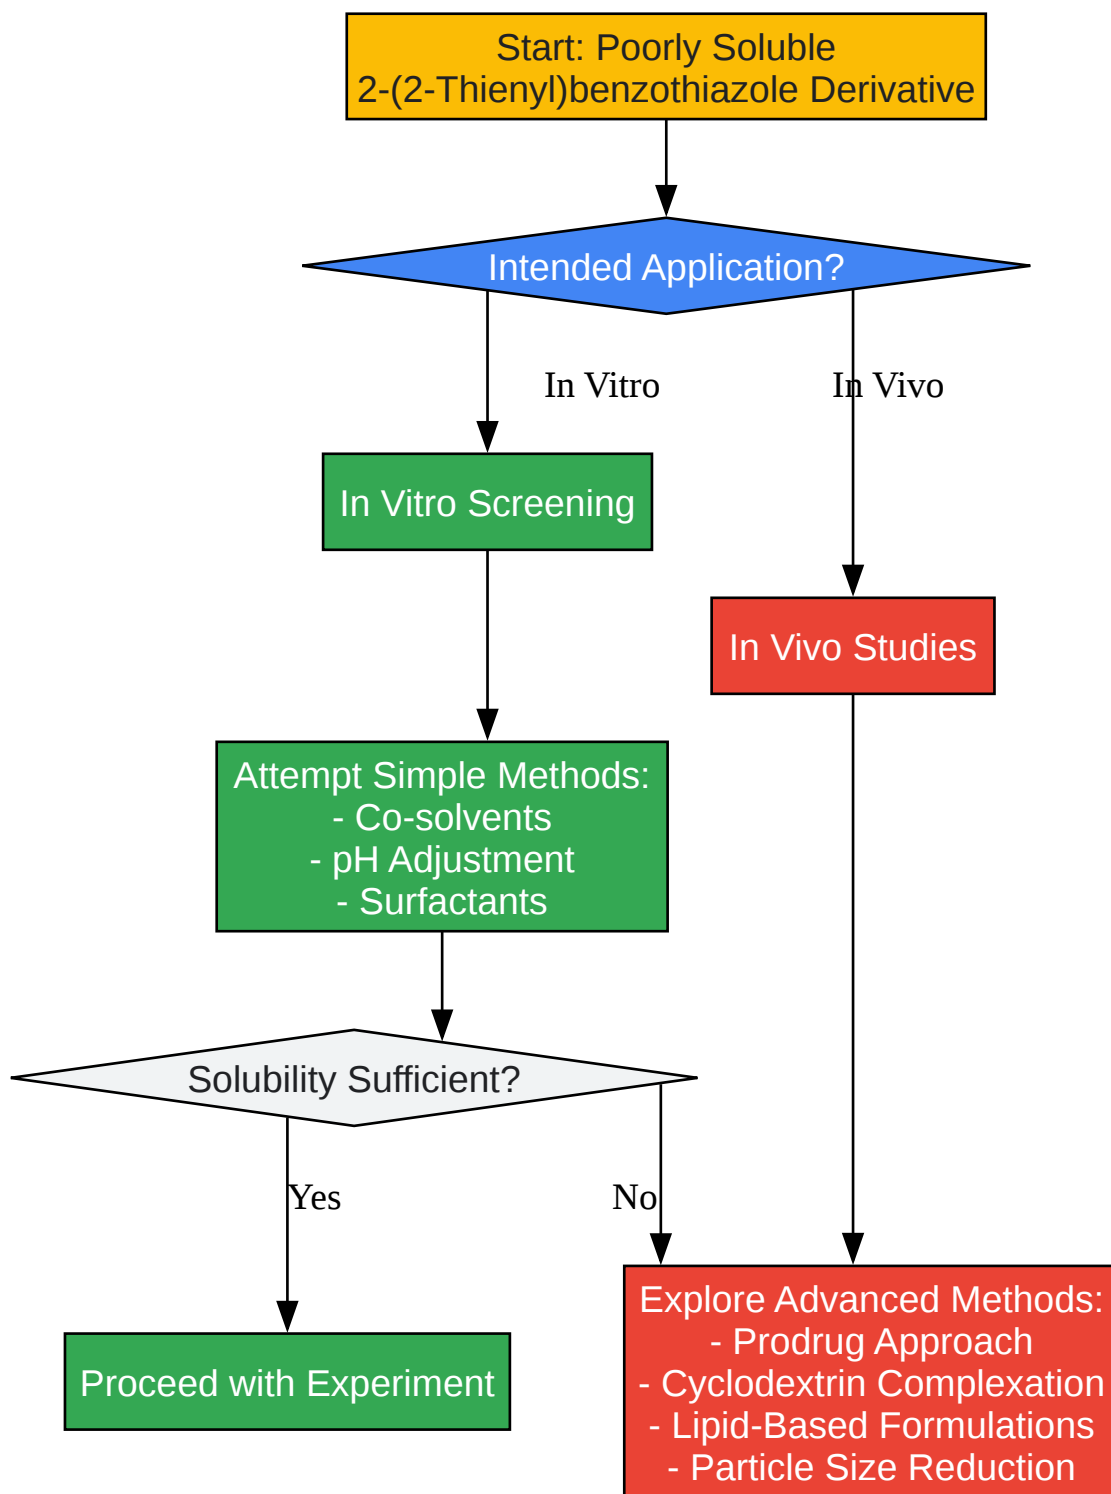 Start: Poorly Soluble
2-(2-Thienyl)benzothiazole Derivative
Intended Application?
In Vitro
In Vivo
In Vitro Screening
In Vivo Studies
Attempt Simple Methods:
- Co-solvents
- pH Adjustment
- Surfactants
Solubility Sufficient?
Yes
No
Proceed with Experiment
Explore Advanced Methods:
- Prodrug Approach
- Cyclodextrin Complexation
- Lipid-Based Formulations
- Particle Size Reduction